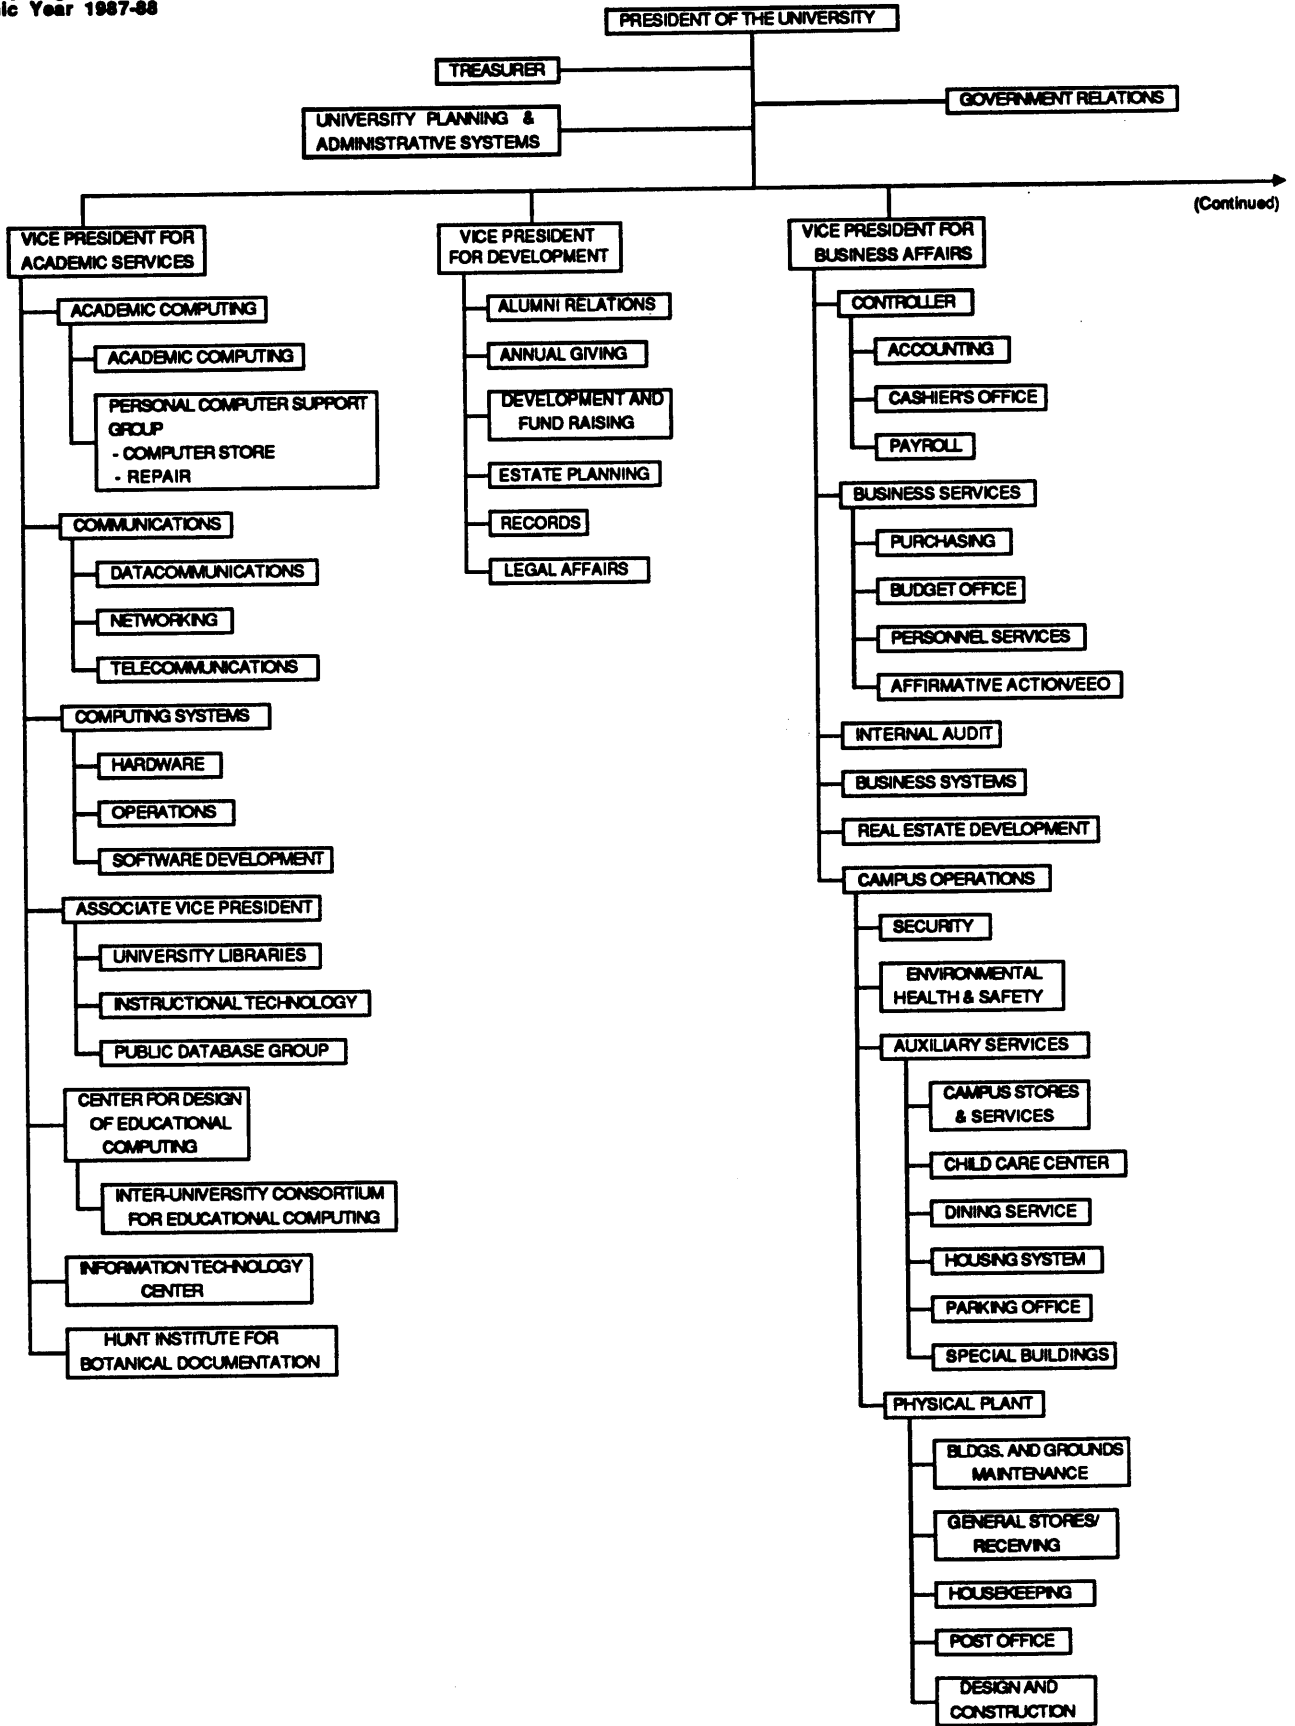 ic Year 1987-88
PRESIDENT OF THE UNIVERSITY
TREASURER
GOVERNMENT RELATIONS
UNIVERSITY PLANNING &
ADMINISTRATIVE SYSTEMS
(Continued)
VICE PRESIDENT FOR
ACADEMIC SERVICES
ACADEMIC COMPUTING
ACADEMIC COMPUTING
PERSONAL COMPUTER SUPPORT
GROUP
- COMPUTER STORE
- REPAIR
COMMUNICATIONS
DATACOMMUNICATIONS
NETWORKING
TELECOMMUNICATIONS
COMPUTING SYSTEMS
HARDWARE
OPERATIONS
SOFTWARE DEVELOPMENT
ASSOCIATE VICE PRESIDENT
UNIVERSITY LIBRARIES
INSTRUCTIONAL TECHNOLOGY
PUBLIC DATABASE GROUP
CENTER FOR DESIGN
OF EDUCATIONAL
COMPUTING
INTER-UNIVERSITY CONSORTIUM
FOR EDUCATIONAL COMPUTING
INFORMATION TECHNOLOGY
CENTER
HUNT INSTITUTE FOR
BOTANICAL DOCUMENTATION
VICE PRESIDENT
FOR DEVELOPMENT
ALUMNI RELATIONS
ANNUAL GIVING
DEVELOPMENT AND
FUND RAISING
ESTATE PLANNING
RECORDS
LEGAL AFFAIRS
VICE PRESIDENT FOR
BUSINESS AFFAIRS
CONTROLLER
ACCOUNTING
CASHIER'S OFFICE
PAYROLL
BUSINESS SERVICES
PURCHASING
BUDGET OFFICE
PERSONNEL SERVICES
AFFIRMATIVE ACTION/EEO
INTERNAL AUDIT
BUSINESS SYSTEMS
REAL ESTATE DEVELOPMENT
CAMPUS OPERATIONS
SECURITY
ENVIRONMENTAL
HEALTH & SAFETY
AUXILIARY SERVICES
CAMPUS STORES
& SERVICES
CHILD CARE CENTER
DINING SERVICE
HOUSING SYSTEM
PARKING OFFICE
SPECIAL BUILDINGS
PHYSICAL PLANT
BLDGS. AND GROUNDS
MAINTENANCE
GENERAL STORES/
RECEIVING
HOUSEKEEPING
POST OFFICE
DESIGN AND
CONSTRUCTION